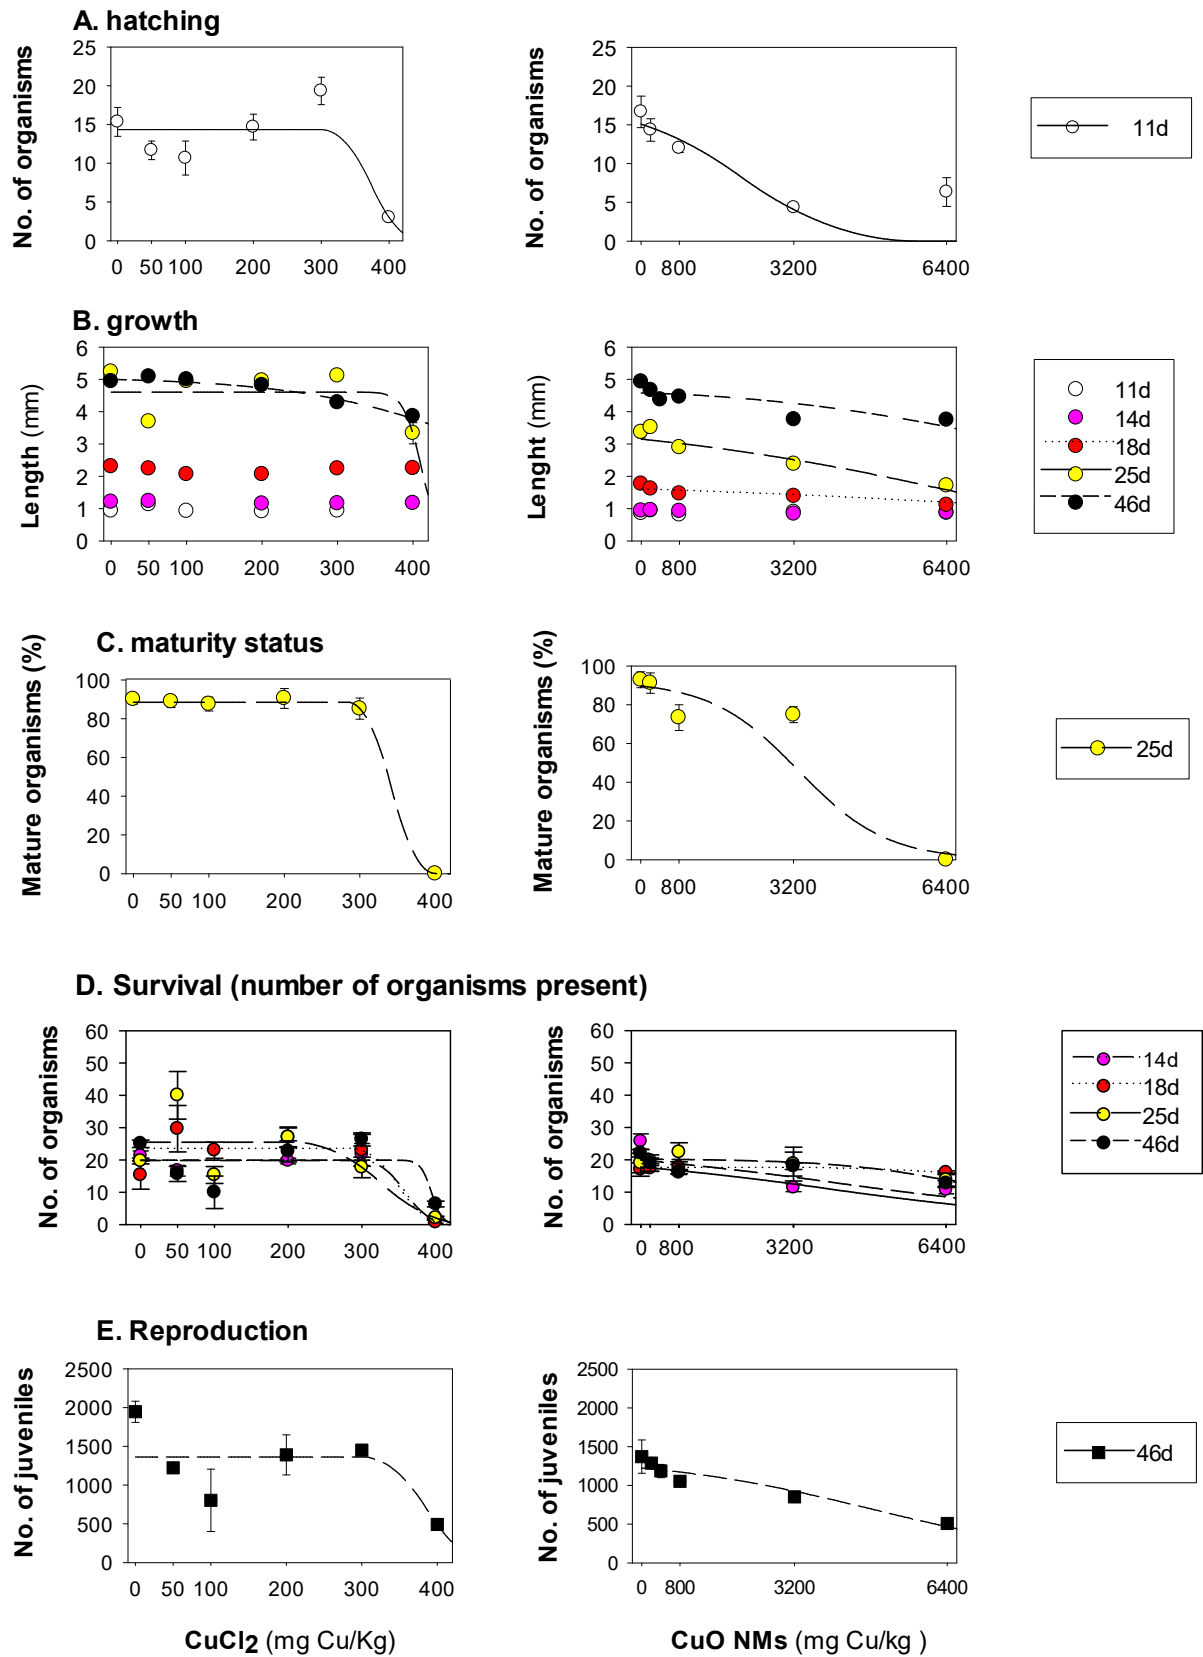 A. hatching
No. of organisms
25
20
15
10
5
0
0 50 100 200 300 400
No. of organisms
25
20
15
10
5
0
0 800 3200 6400
11d
B. growth
Length (mm)
6
5
4
3
2
1
0
0 50 100 200 300 400
Lenght (mm)
6
5
4
3
2
1
0
0 800 3200 6400
11d
14d
18d
25d
46d
C. maturity status
Mature organisms (%)
100
80
60
40
20
0
0 50 100 200 300 400
Mature organisms (%)
100
80
60
40
20
0
0 800 3200 6400
25d
D. Survival (number of organisms present)
No. of organisms
60
50
40
30
20
10
0
0 50 100 200 300 400
No. of organisms
60
50
40
30
20
10
0
0 800 3200 6400
14d
18d
25d
46d
E. Reproduction
No. of juveniles
2500
2000
1500
1000
500
0
0 50 100 200 300 400
CuCl2 (mg Cu/Kg)
No. of juveniles
2500
2000
1500
1000
500
0
0 800 3200 6400
CuO NMs (mg Cu/kg )
46d